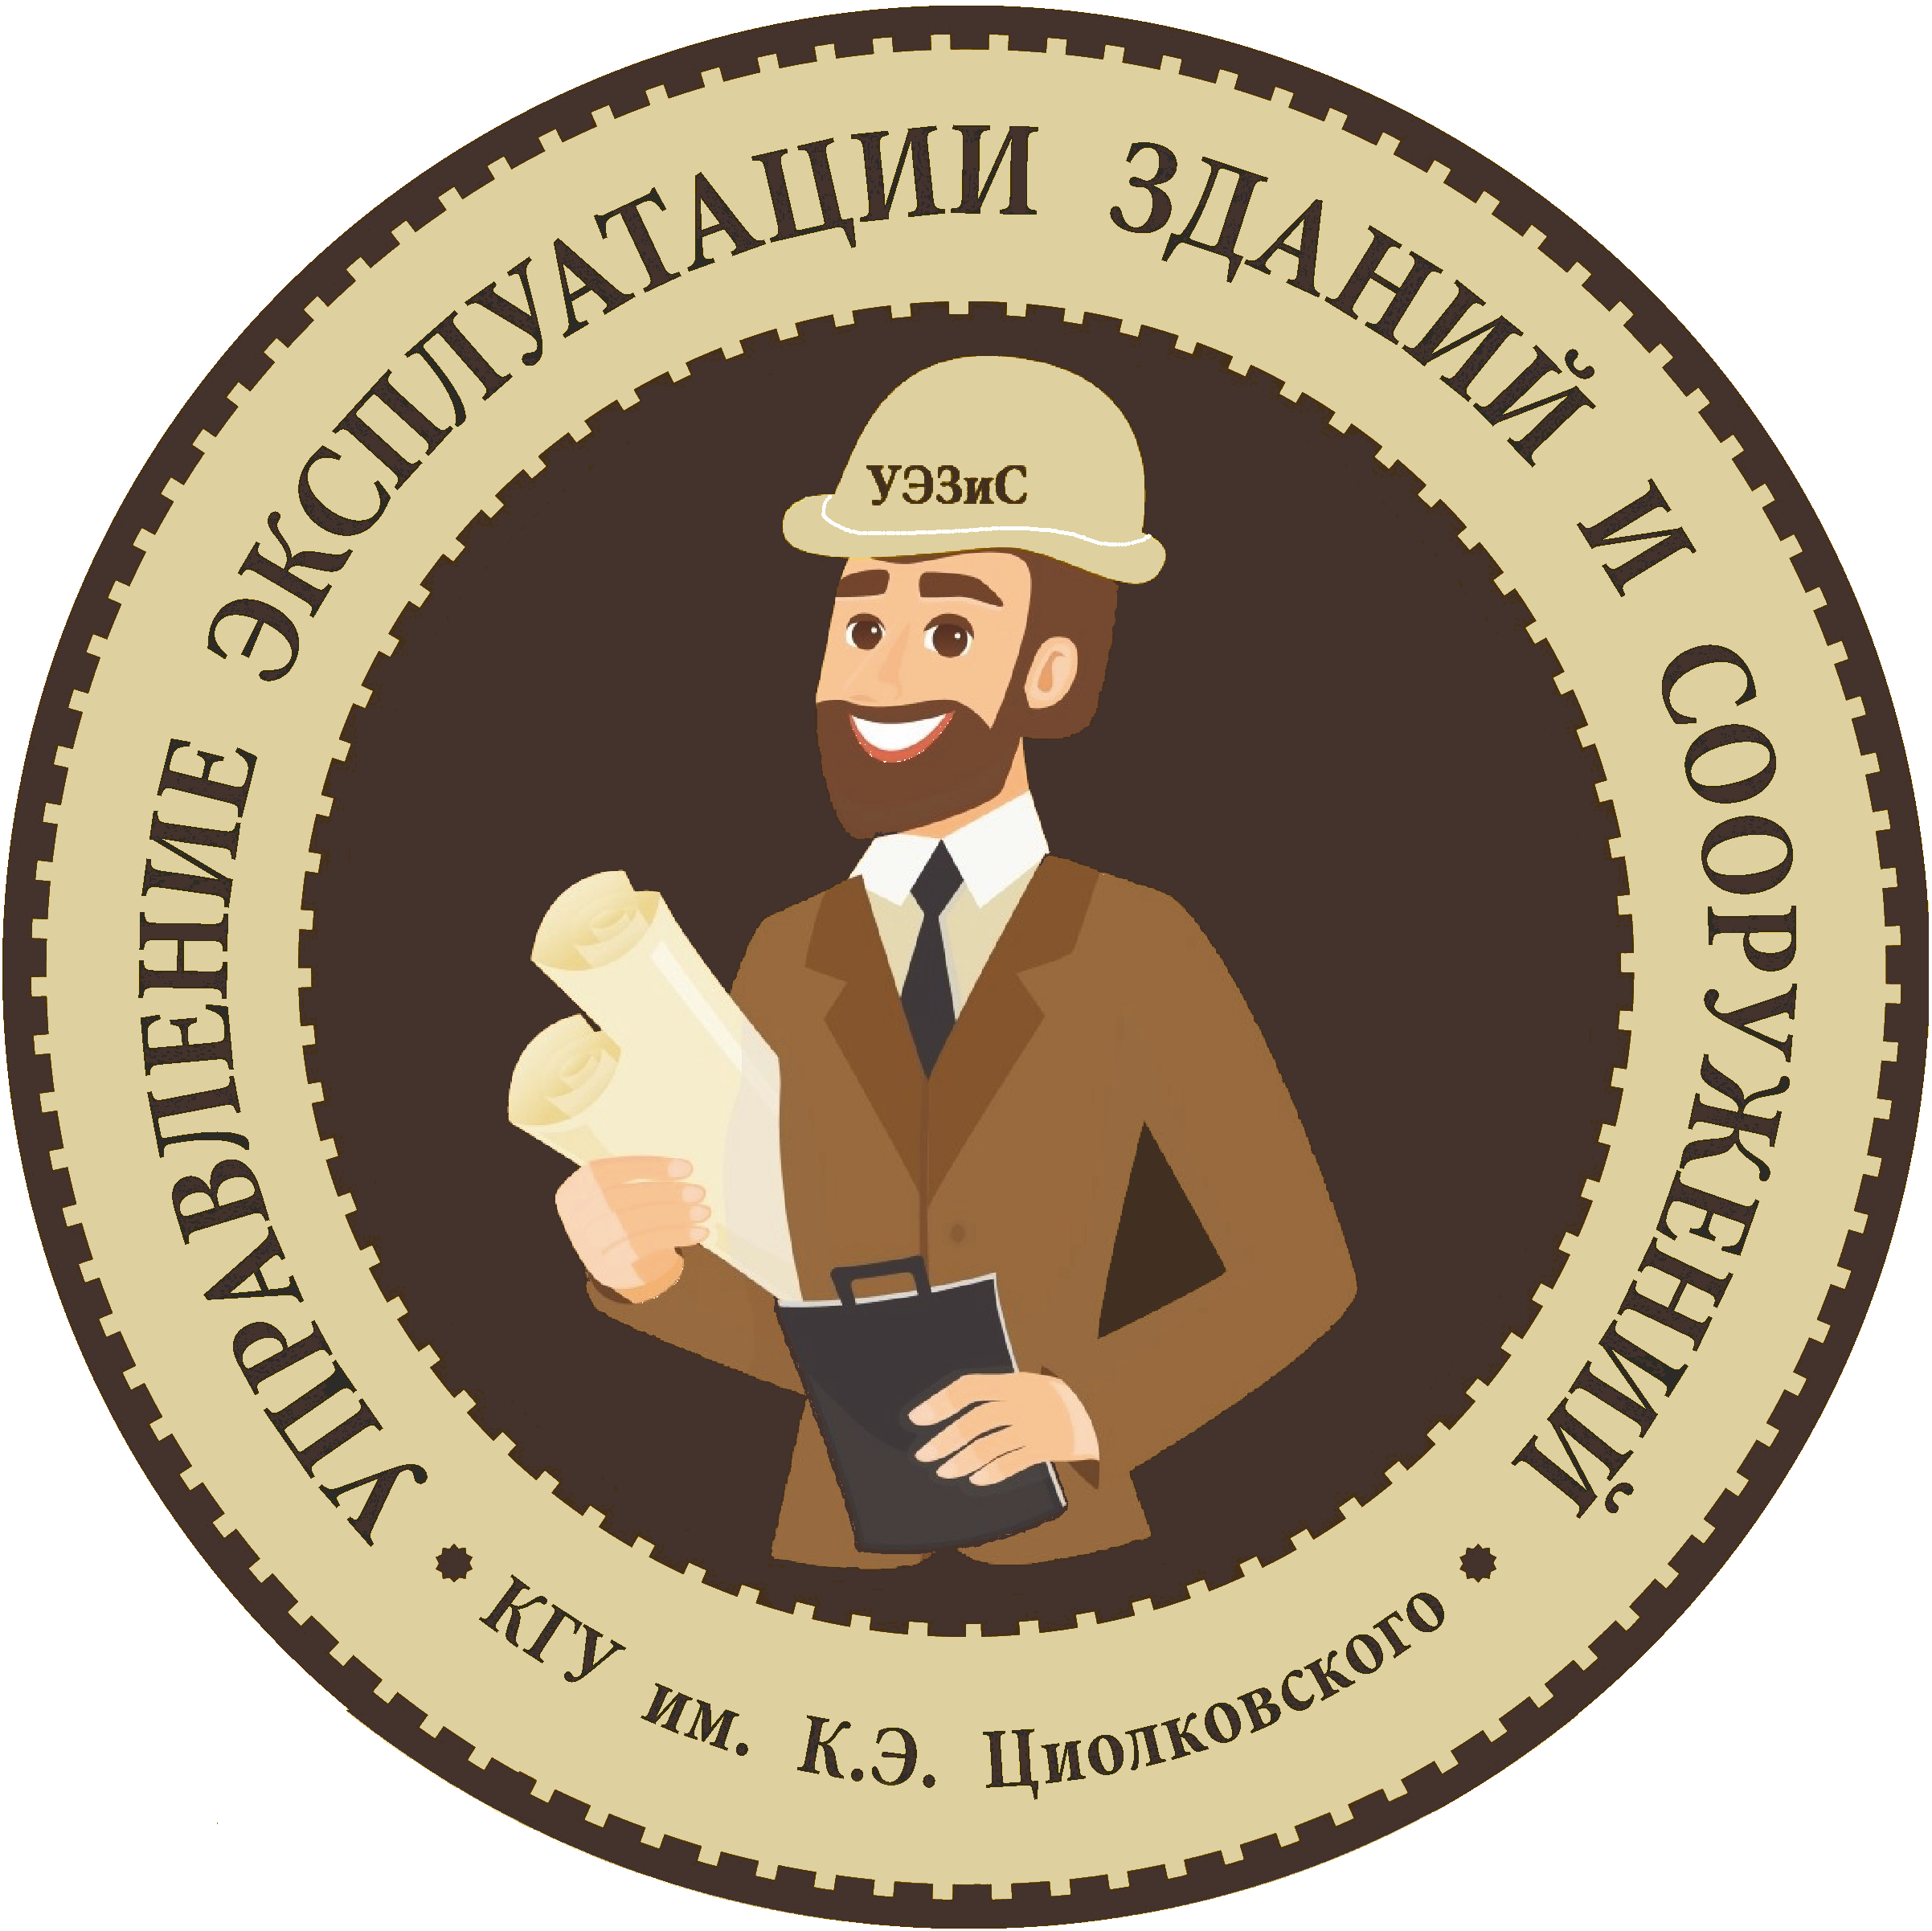 УПРАВЛЕНИЕ ЭКСПЛУАТАЦИИ ЗДАНИЙ И СООРУЖЕНИЙ
УЭЗиС
КГУ им. К.Э. Циолковского